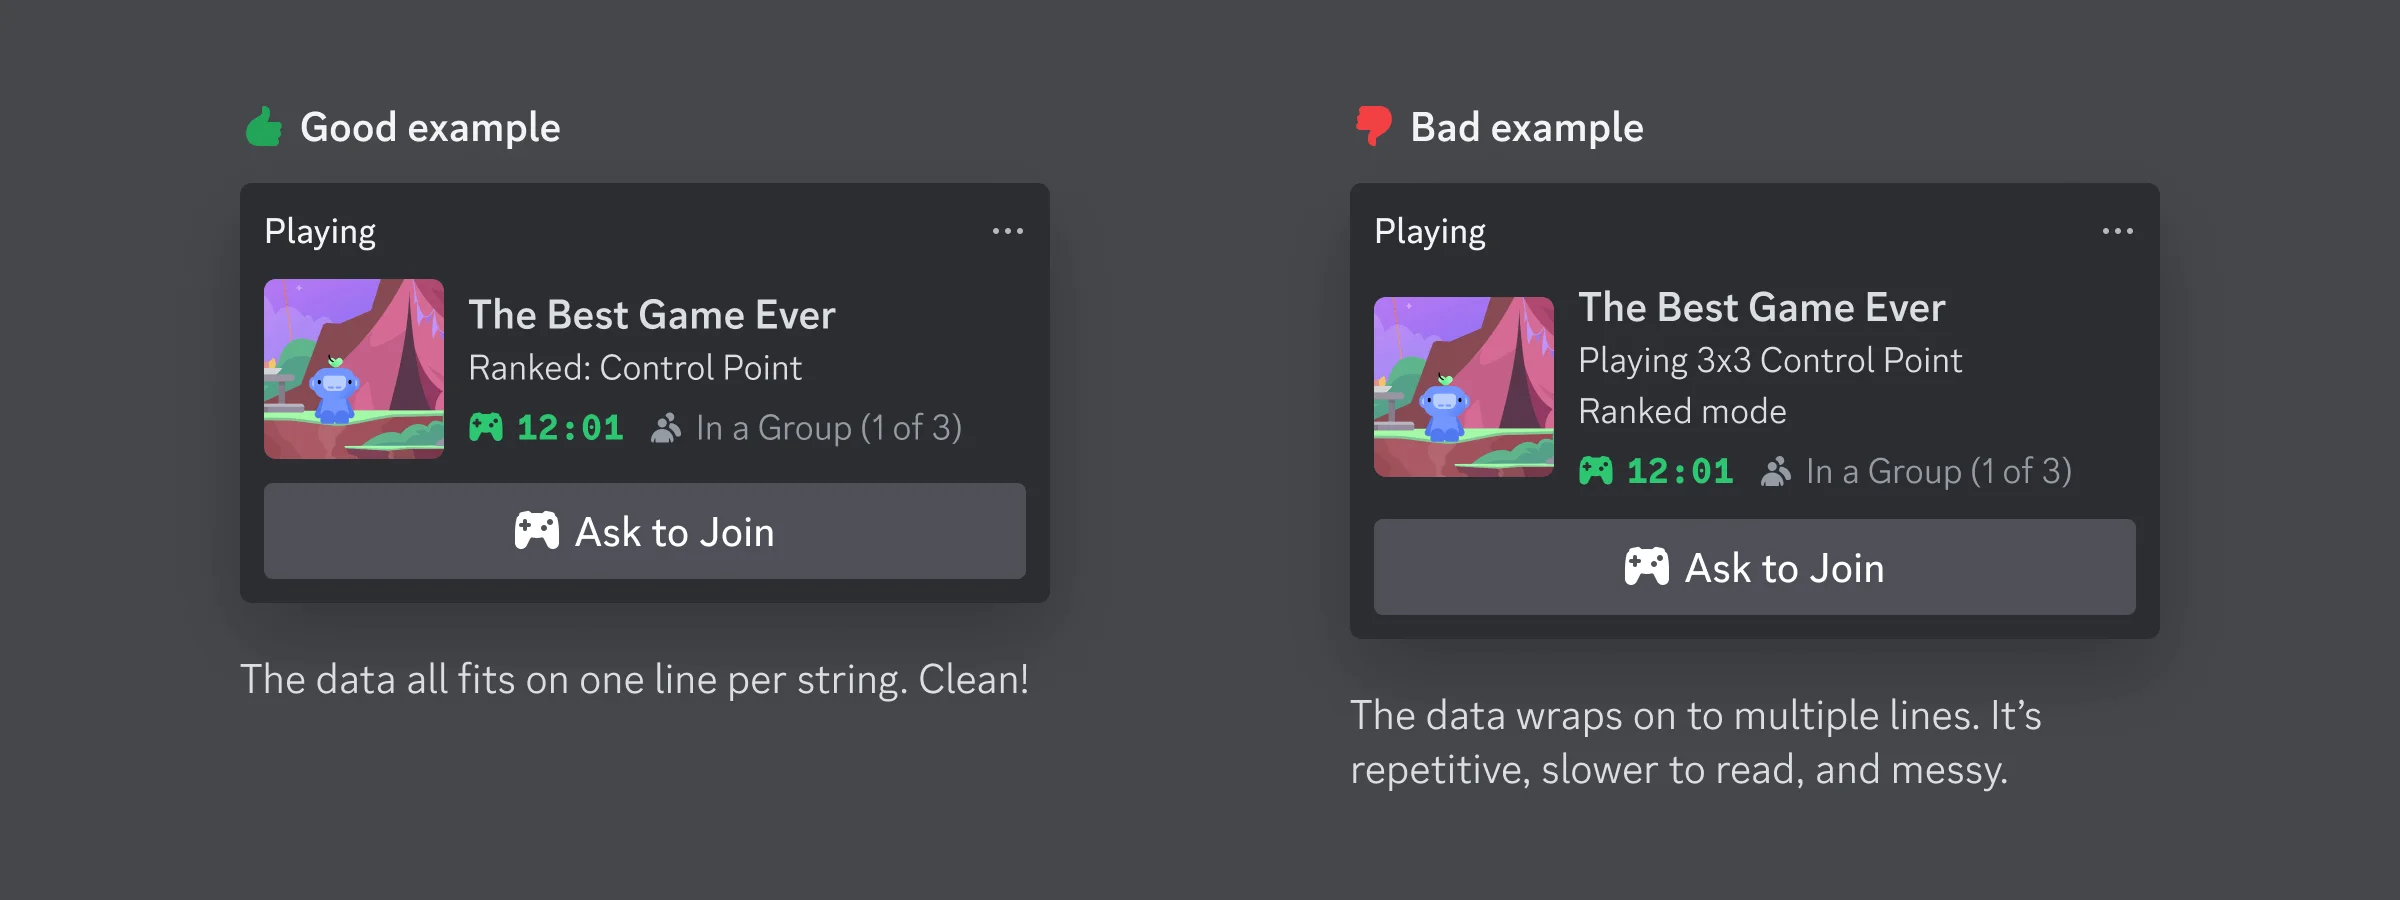 Good example
Playing
The Best Game Ever
Ranked: Control Point
12:01 In a Group (1 of 3)
Ask to Join
The data all fits on one line per string. Clean!
Bad example
Playing
The Best Game Ever
Playing 3x3 Control Point
Ranked mode
12:01 In a Group (1 of 3)
Ask to Join
The data wraps on to multiple lines. It’s
repetitive, slower to read, and messy.